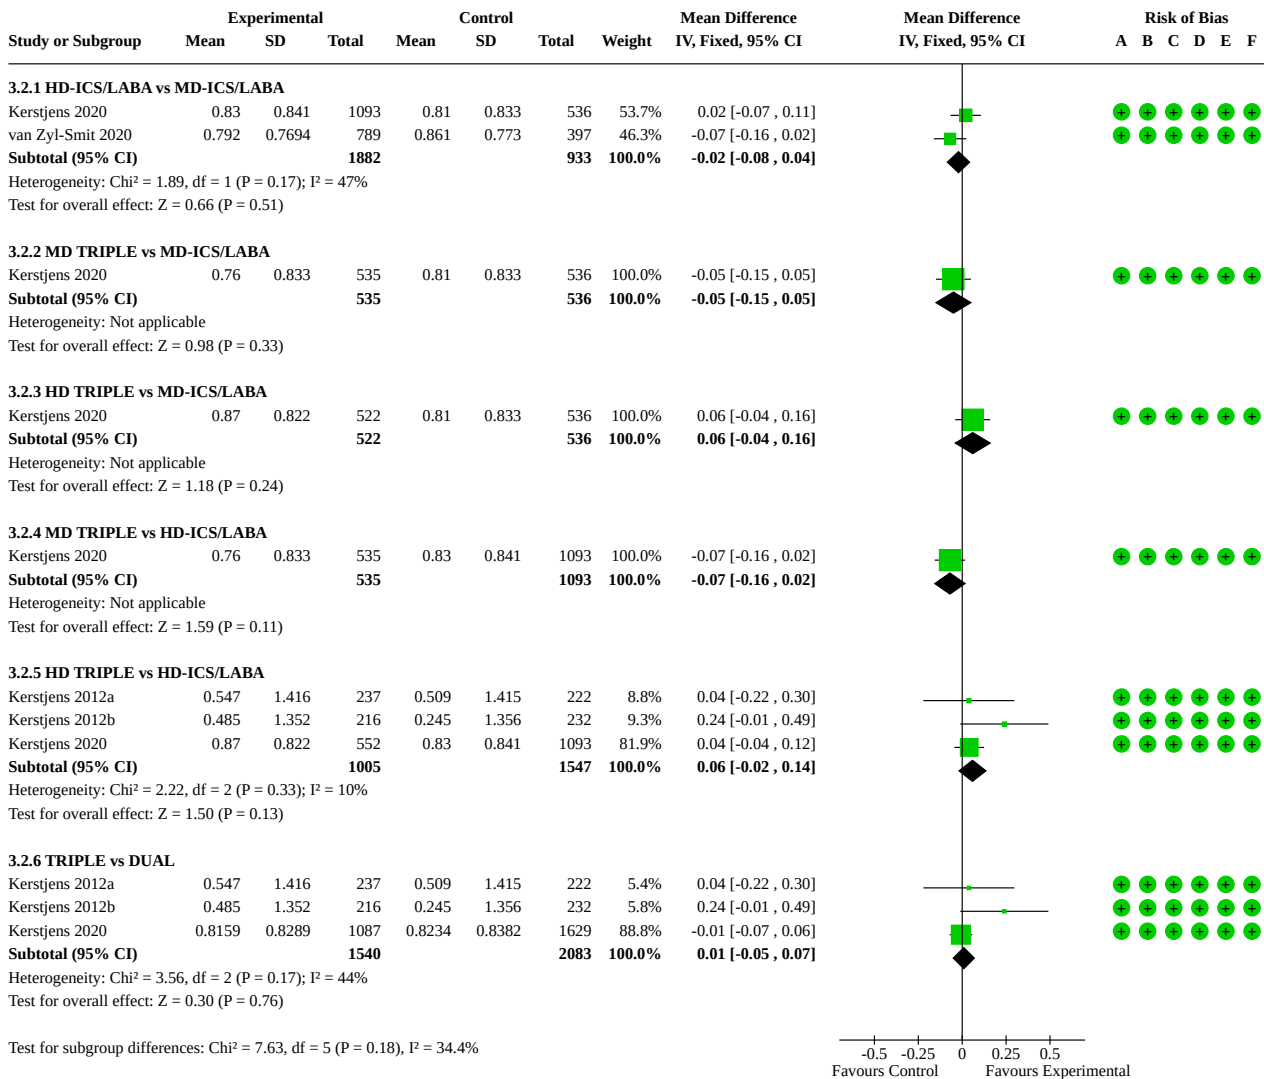 Experimental Control Mean Difference Mean Difference Risk of Bias
Study or Subgroup Mean SD Total Mean SD Total Weight IV, Fixed, 95% CI IV, Fixed, 95% CI A B C D E F
3.2.1 HD-ICS/LABA vs MD-ICS/LABA
Kerstjens 2020 0.83 0.841 1093 0.81 0.833 536 53.7% 0.02 [-0.07 , 0.11] + + + + + +
van Zyl-Smit 2020 0.792 0.7694 789 0.861 0.773 397 46.3% -0.07 [-0.16 , 0.02] + + + + + +
Subtotal (95% CI) 1882 933 100.0% -0.02 [-0.08 , 0.04]
Heterogeneity: Chi² = 1.89, df = 1 (P = 0.17); I² = 47%
Test for overall effect: Z = 0.66 (P = 0.51)
3.2.2 MD TRIPLE vs MD-ICS/LABA
Kerstjens 2020 0.76 0.833 535 0.81 0.833 536 100.0% -0.05 [-0.15 , 0.05] + + + + + +
Subtotal (95% CI) 535 536 100.0% -0.05 [-0.15 , 0.05]
Heterogeneity: Not applicable
Test for overall effect: Z = 0.98 (P = 0.33)
3.2.3 HD TRIPLE vs MD-ICS/LABA
Kerstjens 2020 0.87 0.822 522 0.81 0.833 536 100.0% 0.06 [-0.04 , 0.16] + + + + + +
Subtotal (95% CI) 522 536 100.0% 0.06 [-0.04 , 0.16]
Heterogeneity: Not applicable
Test for overall effect: Z = 1.18 (P = 0.24)
3.2.4 MD TRIPLE vs HD-ICS/LABA
Kerstjens 2020 0.76 0.833 535 0.83 0.841 1093 100.0% -0.07 [-0.16 , 0.02] + + + + + +
Subtotal (95% CI) 535 1093 100.0% -0.07 [-0.16 , 0.02]
Heterogeneity: Not applicable
Test for overall effect: Z = 1.59 (P = 0.11)
3.2.5 HD TRIPLE vs HD-ICS/LABA
Kerstjens 2012a 0.547 1.416 237 0.509 1.415 222 8.8% 0.04 [-0.22 , 0.30] + + + + + +
Kerstjens 2012b 0.485 1.352 216 0.245 1.356 232 9.3% 0.24 [-0.01 , 0.49] + + + + + +
Kerstjens 2020 0.87 0.822 552 0.83 0.841 1093 81.9% 0.04 [-0.04 , 0.12] + + + + + +
Subtotal (95% CI) 1005 1547 100.0% 0.06 [-0.02 , 0.14]
Heterogeneity: Chi² = 2.22, df = 2 (P = 0.33); I² = 10%
Test for overall effect: Z = 1.50 (P = 0.13)
3.2.6 TRIPLE vs DUAL
Kerstjens 2012a 0.547 1.416 237 0.509 1.415 222 5.4% 0.04 [-0.22 , 0.30] + + + + + +
Kerstjens 2012b 0.485 1.352 216 0.245 1.356 232 5.8% 0.24 [-0.01 , 0.49] + + + + + +
Kerstjens 2020 0.8159 0.8289 1087 0.8234 0.8382 1629 88.8% -0.01 [-0.07 , 0.06] + + + + + +
Subtotal (95% CI) 1540 2083 100.0% 0.01 [-0.05 , 0.07]
Heterogeneity: Chi² = 3.56, df = 2 (P = 0.17); I² = 44%
Test for overall effect: Z = 0.30 (P = 0.76)
Test for subgroup differences: Chi² = 7.63, df = 5 (P = 0.18), I² = 34.4%
-0.5 -0.25 0 0.25 0.5
Favours Control Favours Experimental